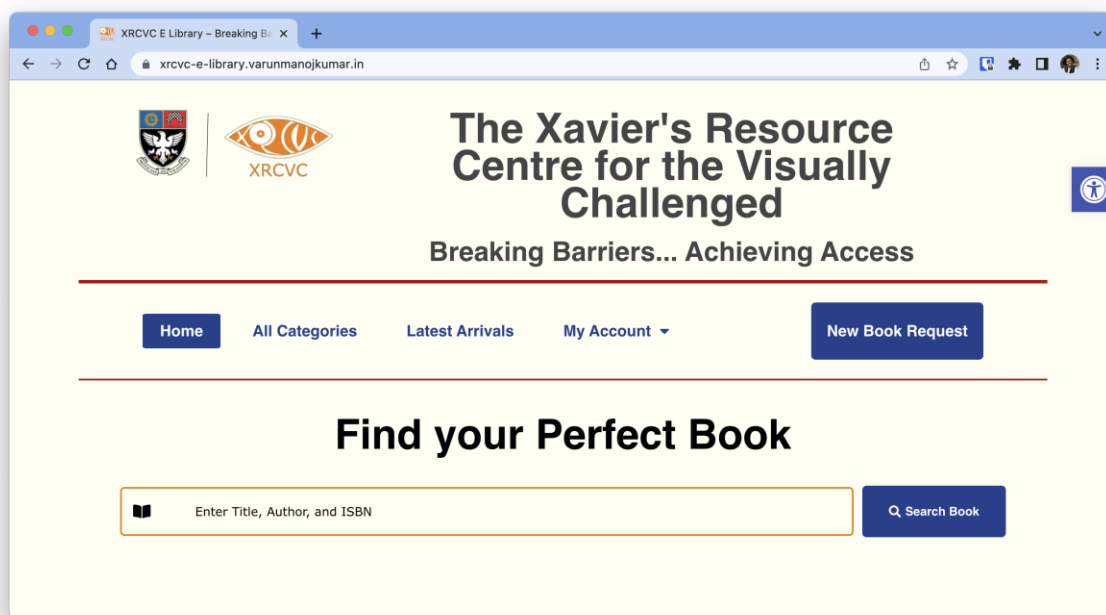 XRCVC E Library – Breaking Ba
xrcvc-e-library.varunmanojkumar.in
XRCVC
The Xavier's Resource
Centre for the Visually
Challenged
Breaking Barriers... Achieving Access
Home All Categories Latest Arrivals My Account New Book Request
Find your Perfect Book
Enter Title, Author, and ISBN Search Book